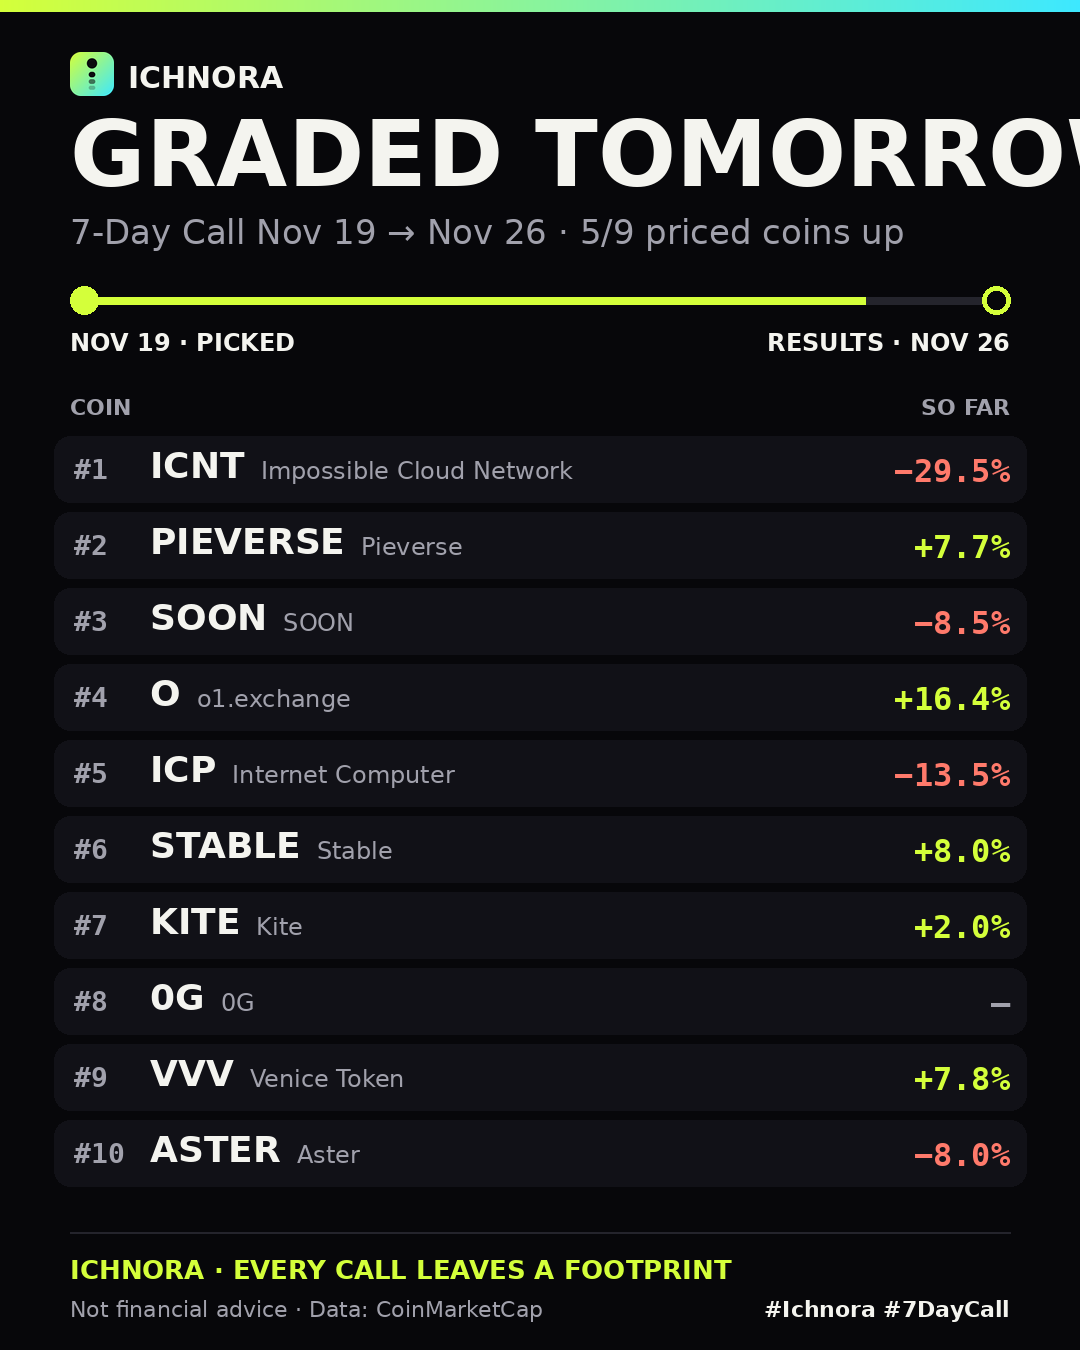 ICHNORA
GRADED TOMORROW
7-Day Call Nov 19 → Nov 26 · 5/9 priced coins up
NOV 19 · PICKED RESULTS · NOV 26
COIN SO FAR
#1 ICNT Impossible Cloud Network −29.5%
#2 PIEVERSE Pieverse +7.7%
#3 SOON SOON −8.5%
#4 O o1.exchange +16.4%
#5 ICP Internet Computer −13.5%
#6 STABLE Stable +8.0%
#7 KITE Kite +2.0%
#8 0G 0G —
#9 VVV Venice Token +7.8%
#10 ASTER Aster −8.0%
ICHNORA · EVERY CALL LEAVES A FOOTPRINT
Not financial advice · Data: CoinMarketCap #Ichnora #7DayCall